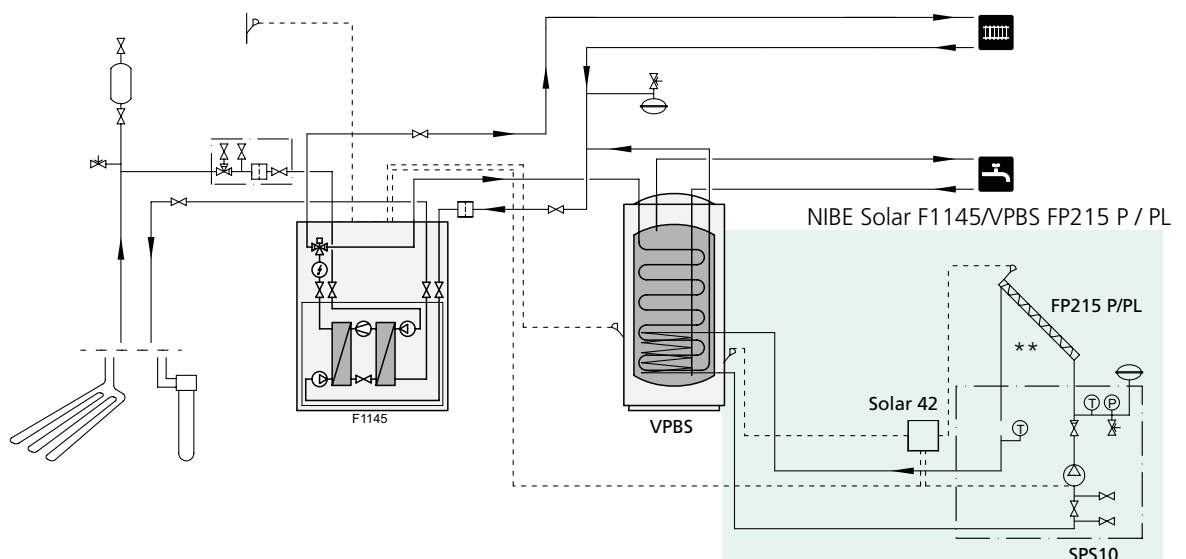 NIBE Solar F1145/VPBS FP215 P / PL
FP215 P/PL
**
T
P
Solar 42
T
F1145
VPBS
SPS10